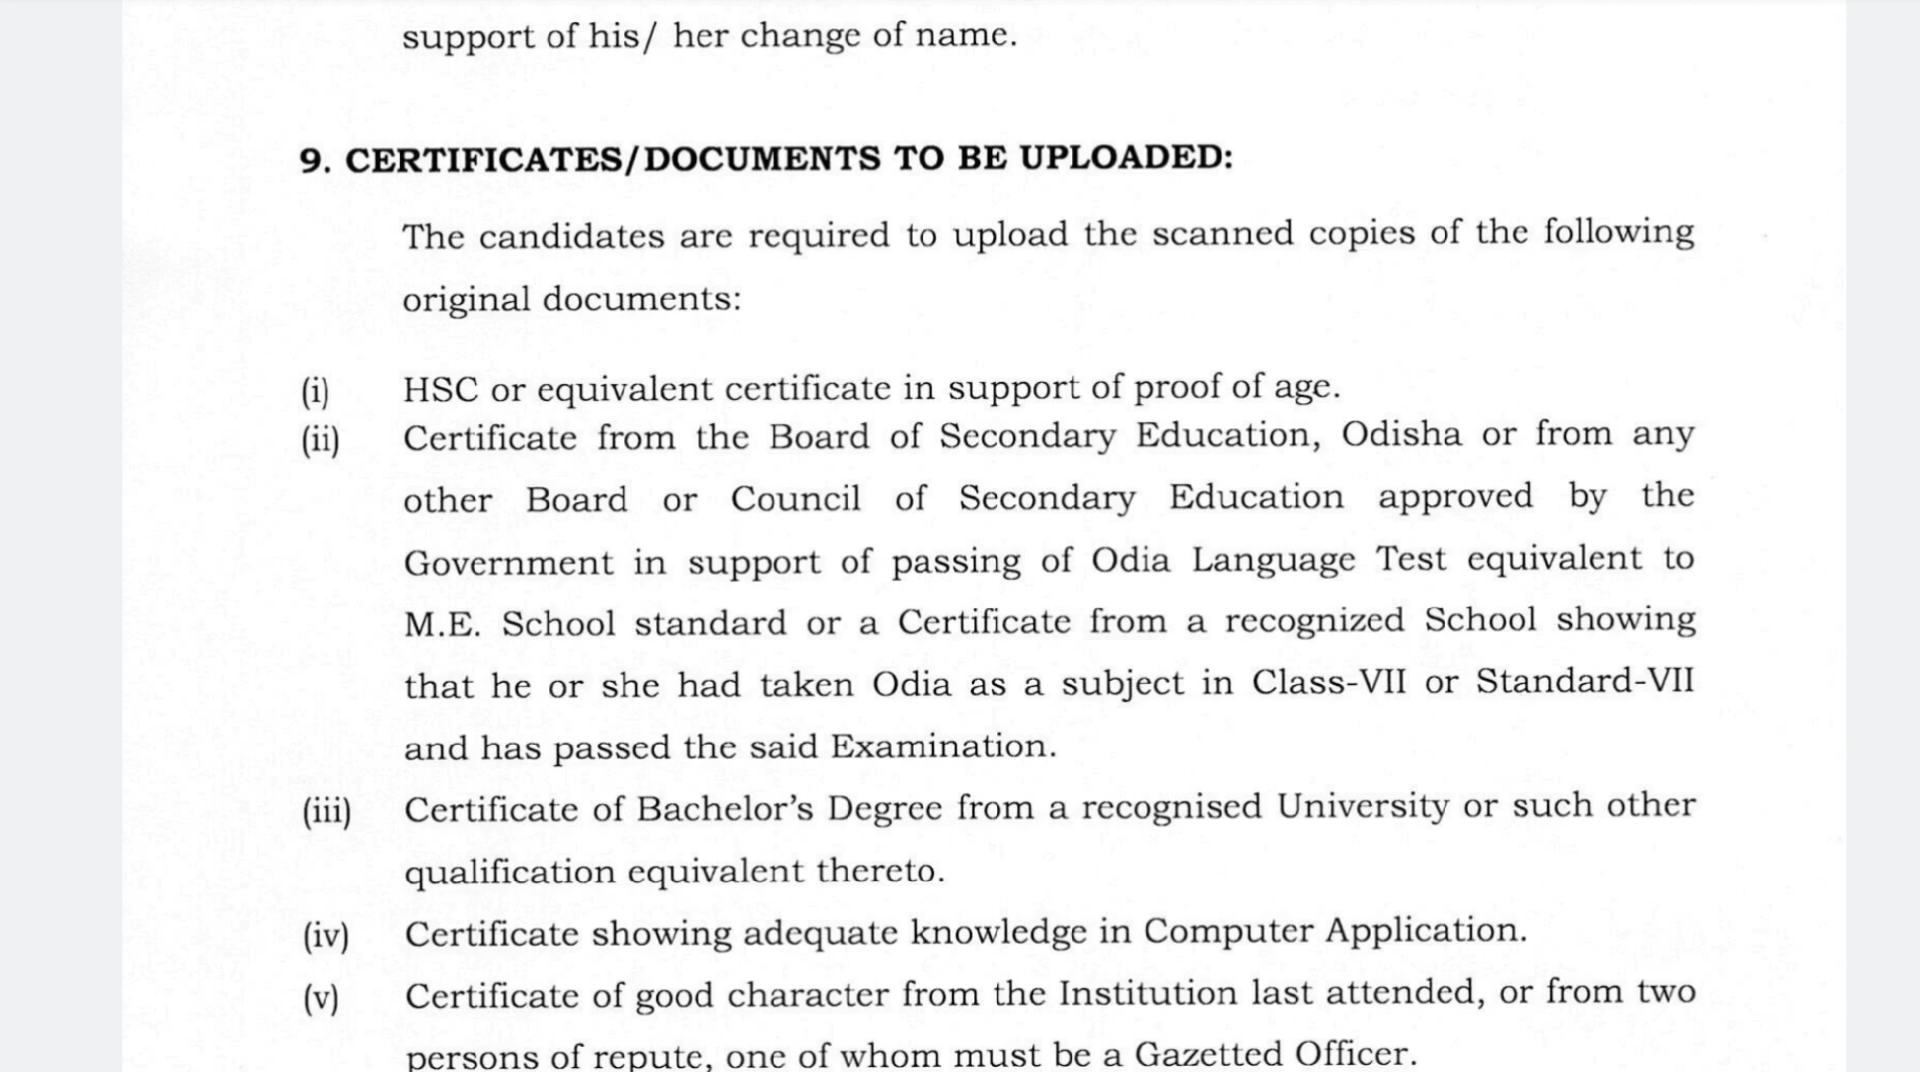 support of his/ her change of name.
9. CERTIFICATES/DOCUMENTS TO BE UPLOADED:
The candidates are required to upload the scanned copies of the following
original documents:
(i) HSC or equivalent certificate in support of proof of age.
(ii) Certificate from the Board of Secondary Education, Odisha or from any
other Board or Council of Secondary Education approved by the
Government in support of passing of Odia Language Test equivalent to
M.E. School standard or a Certificate from a recognized School showing
that he or she had taken Odia as a subject in Class-VII or Standard-VII
and has passed the said Examination.
(iii) Certificate of Bachelor’s Degree from a recognised University or such other
qualification equivalent thereto.
(iv) Certificate showing adequate knowledge in Computer Application.
(v) Certificate of good character from the Institution last attended, or from two
persons of repute, one of whom must be a Gazetted Officer.